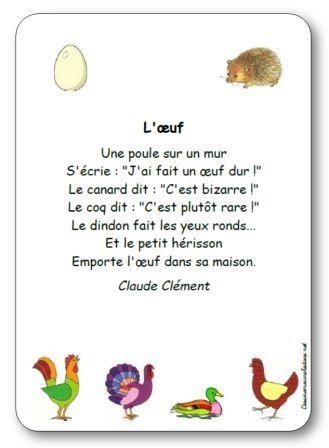 L'œuf
Une poule sur un mur
S'écrie : "J'ai fait un œuf dur !"
Le canard dit : "C'est bizarre !"
Le coq dit : "C'est plutôt rare !"
Le dindon fait les yeux ronds...
Et le petit hérisson
Emporte l'œuf dans sa maison.
Claude Clément